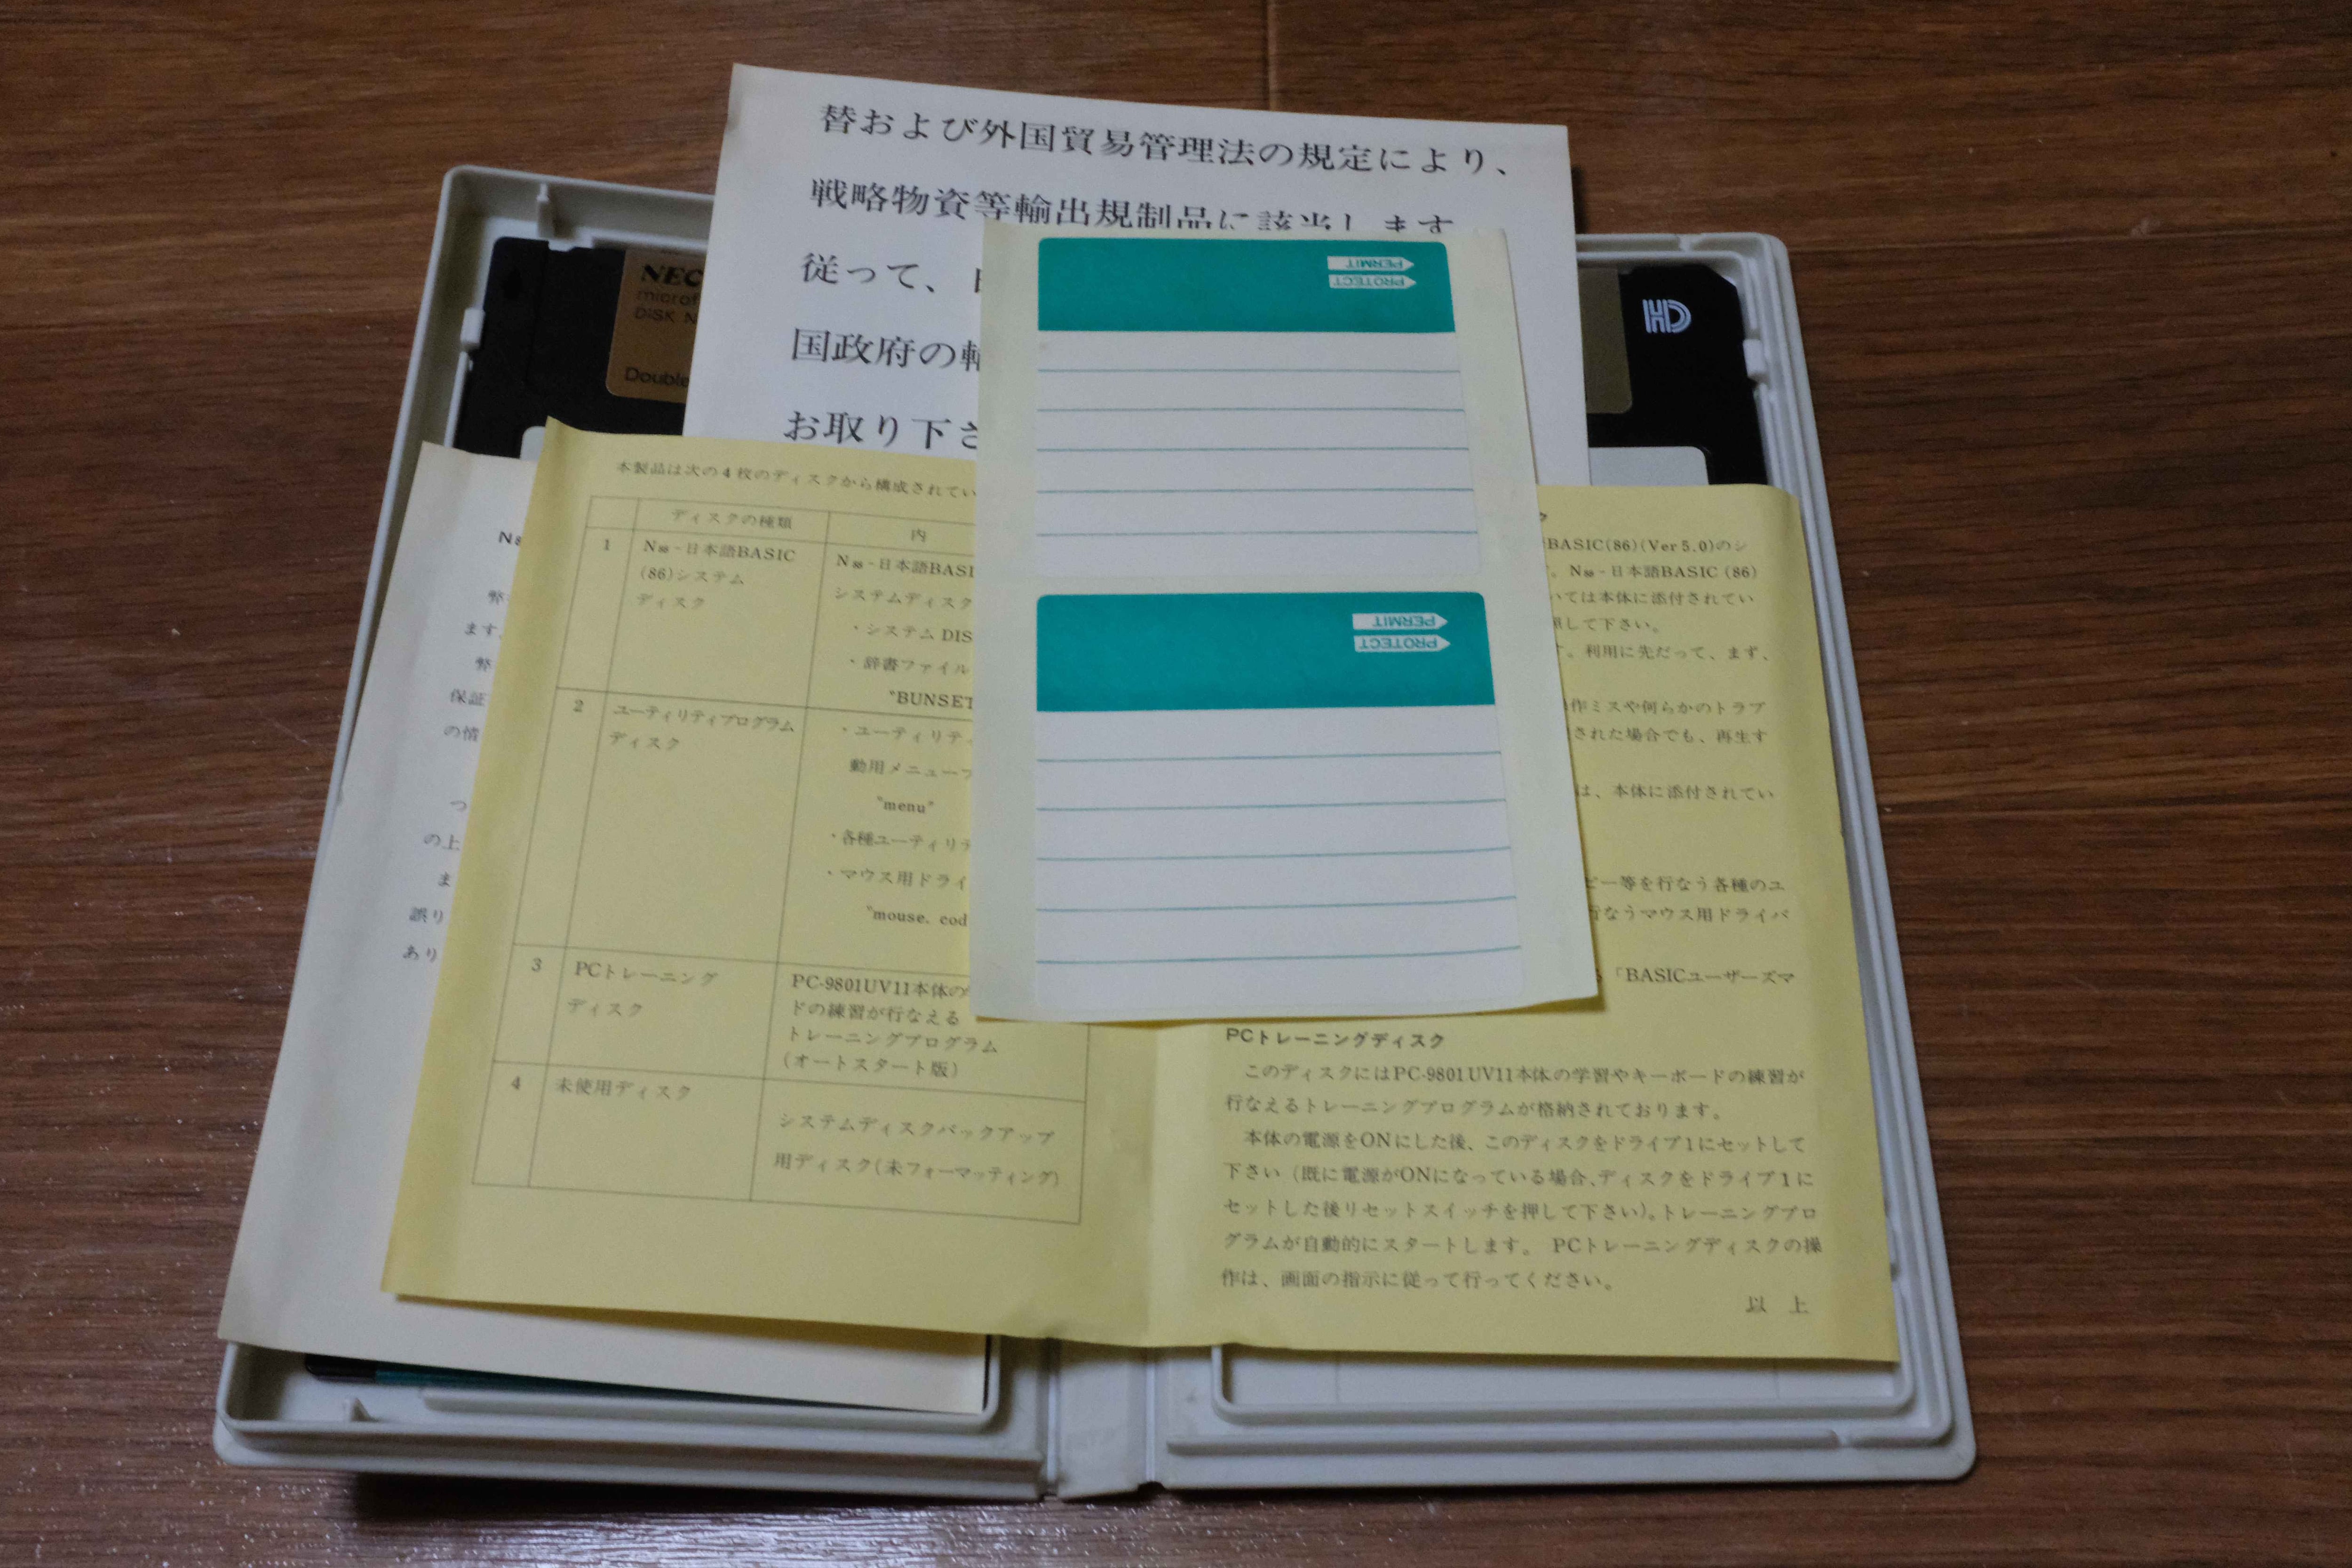 替および外国貿易管理法の規定により、
戦略物資等輸出規制品に該当します
従って、
国政府の輸
お取り下さ
NEC
microf
DISK N
Double
HD
PERMIT
PROTECT
PERMIT
PROTECT
N88
弊
ます。
弊
保証
の情
つ
の上
ま
誤り
あり
本製品は次の4枚のディスクから構成されてい
ディスクの種類
内
1
N88-日本語BASIC
(86)システム
ディスク
N88-日本語BASI
システムディスク
・システム DIS
・辞書ファイル
"BUNSET
2
ユーティリティプログラム
ディスク
・ユーティリティ
動用メニューフ
"menu"
・各種ユーティリテ
・マウス用ドライ
"mouse. cod
3
PCトレーニング
ディスク
PC-9801UV11本体の
ドの練習が行なえる
トレーニングプログラム
(オートスタート版)
4
未使用ディスク
システムディスクバックアップ
用ディスク(未フォーマッティング)
ク
BASIC(86)(Ver 5.0)のシ
。N88-日本語BASIC (86)
いては本体に添付されてい
照して下さい。
す。利用に先だって、まず、
操作ミスや何らかのトラブ
された場合でも、再生す
は、本体に添付されてい
ピー等を行なう各種のユ
行なうマウス用ドライバ
「BASICユーザーズマ
PCトレーニングディスク
このディスクにはPC-9801UV11本体の学習やキーボードの練習が
行なえるトレーニングプログラムが格納されております。
本体の電源をONにした後、このディスクをドライブ1にセットして
下さい（既に電源がONになっている場合、ディスクをドライブ1に
セットした後リセットスイッチを押して下さい）。トレーニングプロ
グラムが自動的にスタートします。 PCトレーニングディスクの操
作は、画面の指示に従って行ってください。
以 上